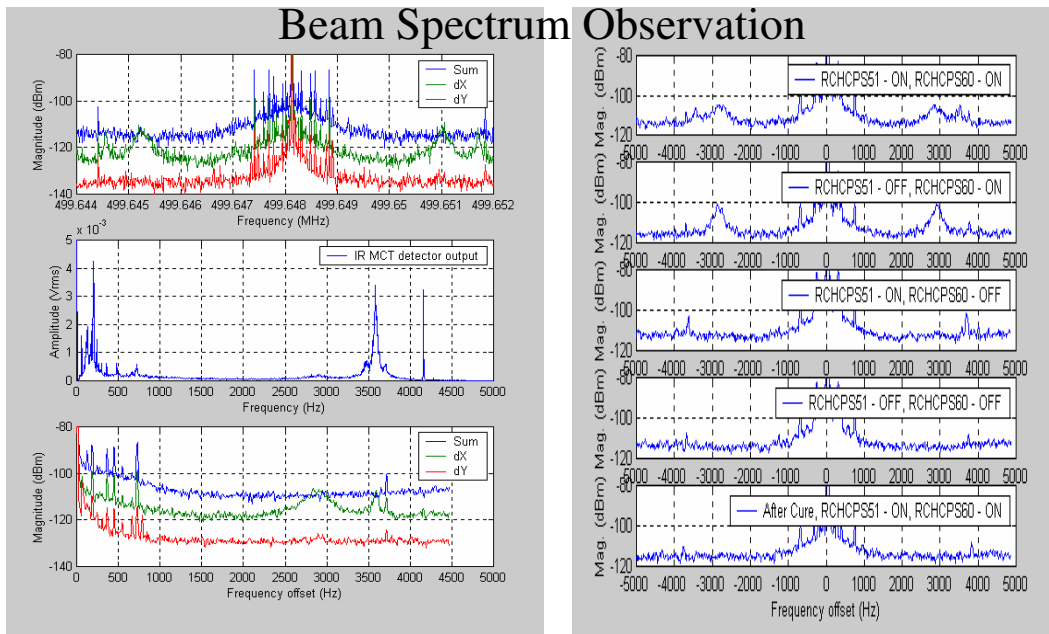 Beam Spectrum Observation
-80
-100
-120
-140
Magnitude (dBm)
Sum
dX
dY
499.644 499.645 499.646 499.647 499.648 499.649 499.65 499.651 499.652
Frequency (MHz)
x 10^-3
5
4
3
2
1
0
Amplitude (Vrms)
IR MCT detector output
0 500 1000 1500 2000 2500 3000 3500 4000 4500 5000
Frequency (Hz)
-80
-100
-120
-140
Magnitude (dBm)
Sum
dX
dY
0 500 1000 1500 2000 2500 3000 3500 4000 4500 5000
Frequency offset (Hz)
-80
-100
-120
Mag. (dBm)
RCHCPS51 - ON, RCHCPS60 - ON
-5000 -4000 -3000 -2000 -1000 0 1000 2000 3000 4000 5000
-80
-100
-120
Mag. (dBm)
RCHCPS51 - OFF, RCHCPS60 - ON
-5000 -4000 -3000 -2000 -1000 0 1000 2000 3000 4000 5000
-80
-100
-120
Mag. (dBm)
RCHCPS51 - ON, RCHCPS60 - OFF
-5000 -4000 -3000 -2000 -1000 0 1000 2000 3000 4000 5000
-80
-100
-120
Mag. (dBm)
RCHCPS51 - OFF, RCHCPS60 - OFF
-5000 -4000 -3000 -2000 -1000 0 1000 2000 3000 4000 5000
-80
-100
-120
Mag. (dBm)
After Cure, RCHCPS51 - ON, RCHCPS60 - ON
-5000 -4000 -3000 -2000 -1000 0 1000 2000 3000 4000 5000
Frequency offset (Hz)